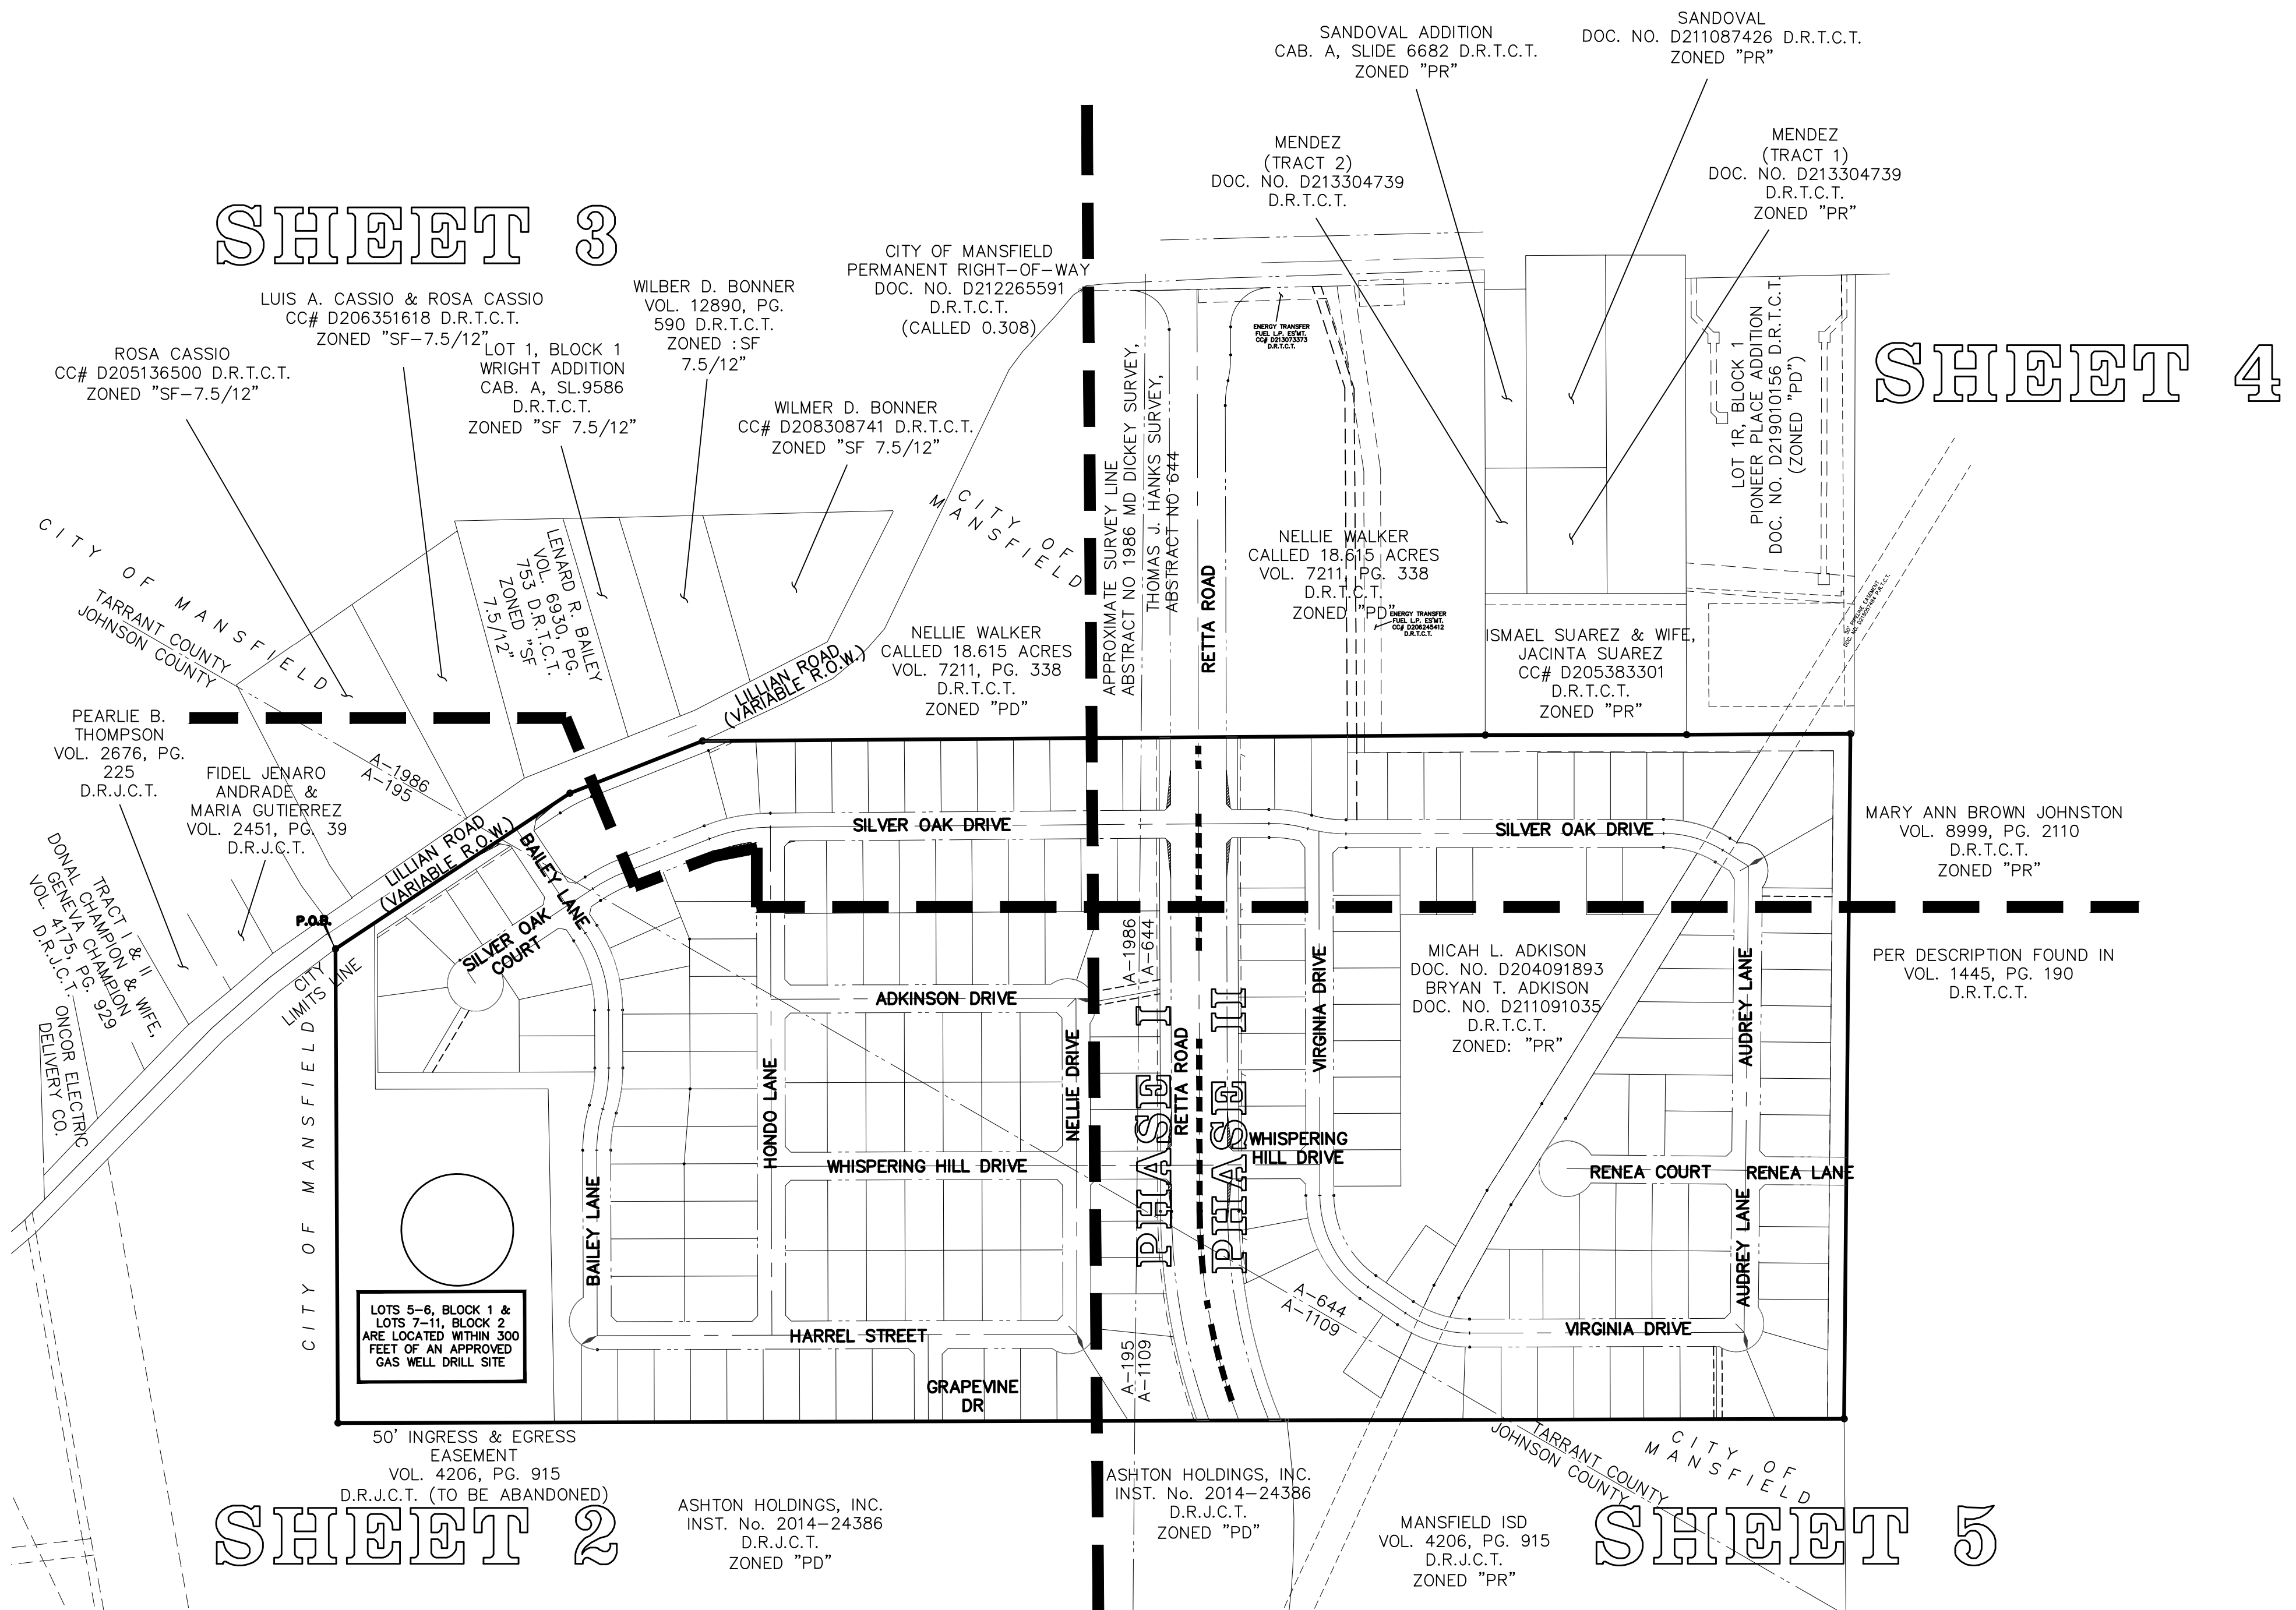 SANDOVAL ADDITION
CAB. A, SLIDE 6682 D.R.T.C.T.
ZONED "PR"
SANDOVAL
DOC. NO. D211087426 D.R.T.C.T.
ZONED "PR"
MENDEZ
(TRACT 2)
DOC. NO. D213304739
D.R.T.C.T.
MENDEZ
(TRACT 1)
DOC. NO. D213304739
D.R.T.C.T.
ZONED "PR"
SHEET 3
CITY OF MANSFIELD
PERMANENT RIGHT-OF-WAY
DOC. NO. D212265591
D.R.T.C.T.
(CALLED 0.308)
WILBER D. BONNER
VOL. 12890, PG.
590 D.R.T.C.T.
ZONED :SF
7.5/12"
LUIS A. CASSIO & ROSA CASSIO
CC# D206351618 D.R.T.C.T.
ZONED "SF-7.5/12"
ROSA CASSIO
CC# D205136500 D.R.T.C.T.
ZONED "SF-7.5/12"
LOT 1, BLOCK 1
WRIGHT ADDITION
CAB. A, SL.9586
D.R.T.C.T.
ZONED "SF 7.5/12"
WILMER D. BONNER
CC# D208308741 D.R.T.C.T.
ZONED "SF 7.5/12"
ENERGY TRANSFER
FUEL L.P. ES'MT.
CC# D213073373
D.R.T.C.T.
SHEET 4
LOT 1R, BLOCK 1
PIONEER PLACE ADDITION
DOC. NO. D219010156 D.R.T.C.T.
(ZONED "PD")
CITY OF
MANSFIELD
APPROXIMATE SURVEY LINE
ABSTRACT NO 1986 MD DICKEY SURVEY,
THOMAS J. HANKS SURVEY,
ABSTRACT NO 644
RETTA ROAD
NELLIE WALKER
CALLED 18.615 ACRES
VOL. 7211, PG. 338
D.R.T.C.T.
ZONED "PD"
ENERGY TRANSFER
FUEL L.P. ES'MT.
CC# D206245412
D.R.T.C.T.
ISMAEL SUAREZ & WIFE,
JACINTA SUAREZ
CC# D205383301
D.R.T.C.T.
ZONED "PR"
CITY OF MANSFIELD
TARRANT COUNTY
JOHNSON COUNTY
LENARD R. BAILEY
VOL. 6930, PG.
753 D.R.T.C.T.
ZONED "SF
7.5/12"
NELLIE WALKER
CALLED 18.615 ACRES
VOL. 7211, PG. 338
D.R.T.C.T.
ZONED "PD"
LILLIAN ROAD
(VARIABLE R.O.W.)
PEARLIE B.
THOMPSON
VOL. 2676, PG.
225
D.R.J.C.T.
FIDEL JENARO
ANDRADE &
MARIA GUTIERREZ
VOL. 2451, PG. 39
D.R.J.C.T.
A-1986
A-195
LILLIAN ROAD
(VARIABLE R.O.W.)
BAILEY LANE
SILVER OAK DRIVE
SILVER OAK DRIVE
MARY ANN BROWN JOHNSTON
VOL. 8999, PG. 2110
D.R.T.C.T.
ZONED "PR"
TRACT I & II
DONAL CHAMPION & WIFE,
GENEVA CHAMPION
VOL. 4175, PG. 929
D.R.J.C.T.
P.O.B.
CITY
LIMITS LINE
SILVER OAK
COURT
A-1986
A-644
MICAH L. ADKISON
DOC. NO. D204091893
BRYAN T. ADKISON
DOC. NO. D211091035
D.R.T.C.T.
ZONED: "PR"
PER DESCRIPTION FOUND IN
VOL. 1445, PG. 190
D.R.T.C.T.
ONCOR ELECTRIC
DELIVERY CO.
CITY OF MANSFIELD
ADKINSON DRIVE
HONDO LANE
NELLIE DRIVE
PHASE I
RETTA ROAD
PHASE II
VIRGINIA DRIVE
AUDREY LANE
WHISPERING HILL DRIVE
WHISPERING
HILL DRIVE
RENEA COURT
RENEA LANE
BAILEY LANE
AUDREY LANE
LOTS 5-6, BLOCK 1 &
LOTS 7-11, BLOCK 2
ARE LOCATED WITHIN 300
FEET OF AN APPROVED
GAS WELL DRILL SITE
HARREL STREET
A-644
A-1109
VIRGINIA DRIVE
GRAPEVINE
DR
A-195
A-1109
50' INGRESS & EGRESS
EASEMENT
VOL. 4206, PG. 915
D.R.J.C.T. (TO BE ABANDONED)
TARRANT COUNTY
JOHNSON COUNTY
CITY OF
MANSFIELD
SHEET 2
ASHTON HOLDINGS, INC.
INST. No. 2014-24386
D.R.J.C.T.
ZONED "PD"
ASHTON HOLDINGS, INC.
INST. No. 2014-24386
D.R.J.C.T.
ZONED "PD"
MANSFIELD ISD
VOL. 4206, PG. 915
D.R.J.C.T.
ZONED "PR"
SHEET 5